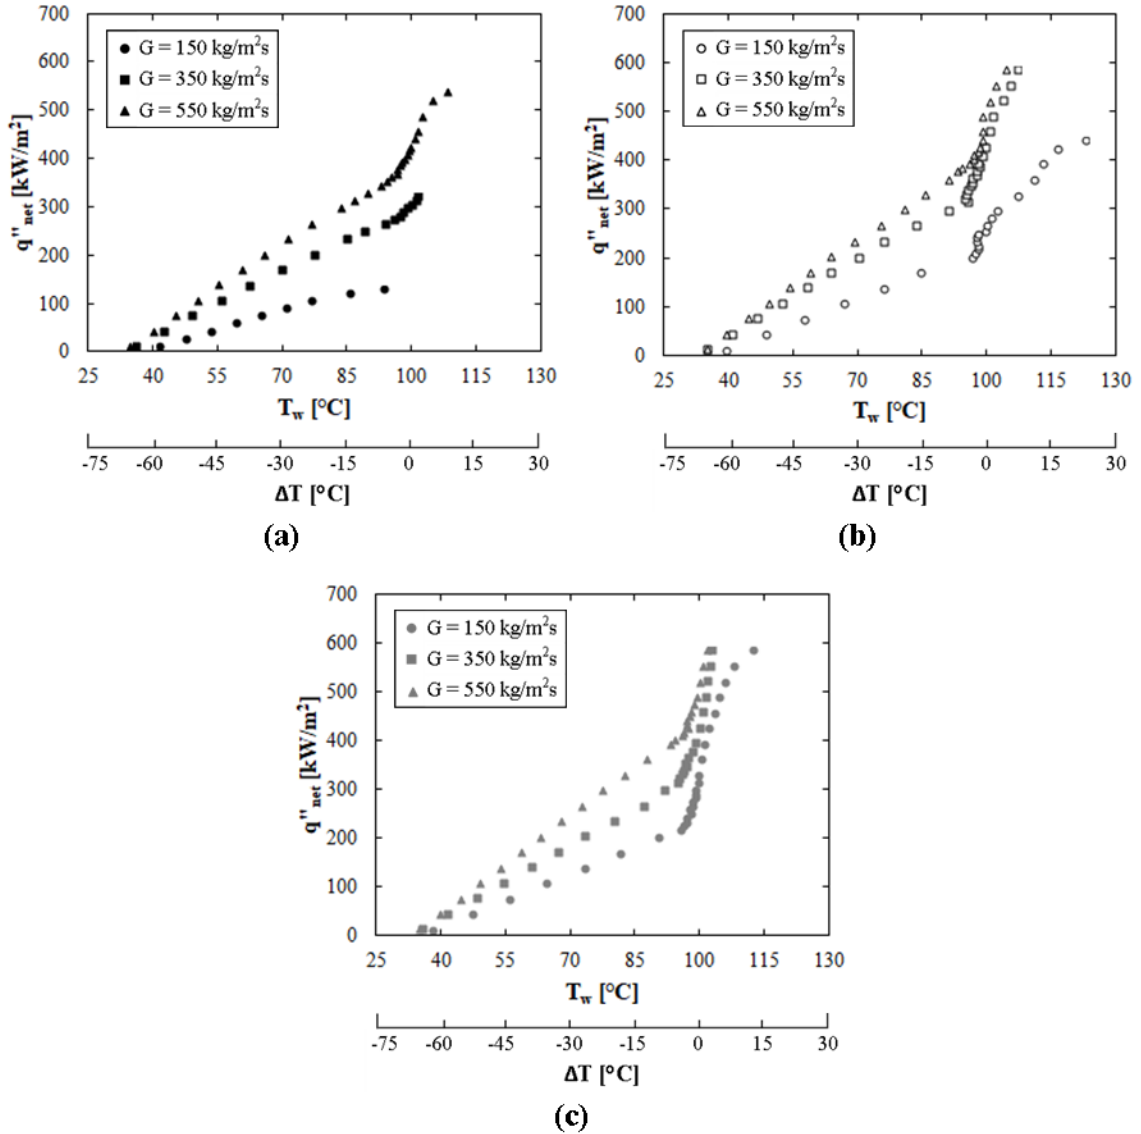 700
600
500
400
300
200
100
0
q"net [kW/m²]
G = 150 kg/m²s
G = 350 kg/m²s
G = 550 kg/m²s
25 40 55 70 85 100 115 130
Tw [°C]
-75 -60 -45 -30 -15 0 15 30
ΔT [°C]
(a)
700
600
500
400
300
200
100
0
q"net [kW/m²]
G = 150 kg/m²s
G = 350 kg/m²s
G = 550 kg/m²s
25 40 55 70 85 100 115 130
Tw [°C]
-75 -60 -45 -30 -15 0 15 30
ΔT [°C]
(b)
700
600
500
400
300
200
100
0
q"net [kW/m²]
G = 150 kg/m²s
G = 350 kg/m²s
G = 550 kg/m²s
25 40 55 70 85 100 115 130
Tw [°C]
-75 -60 -45 -30 -15 0 15 30
ΔT [°C]
(c)